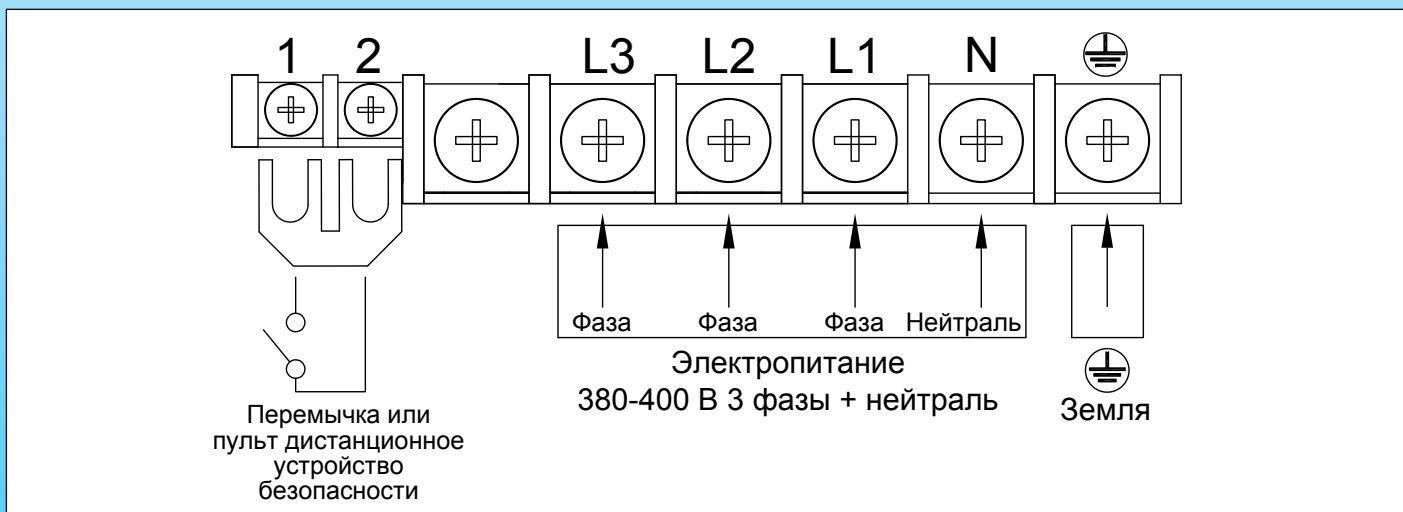 1 2 L3 L2 L1 N
Фаза Фаза Фаза Нейтраль
Электропитание
380-400 В 3 фазы + нейтраль
Земля
Перемычка или
пульт дистанционное
устройство
безопасности